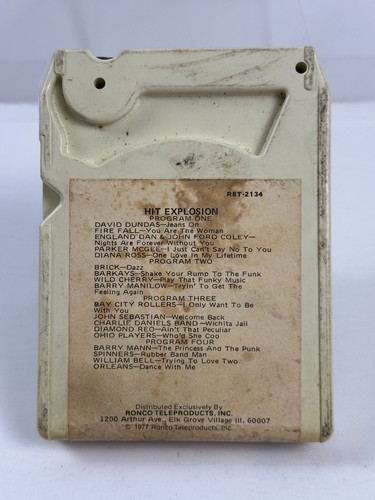 R8T-2134
HIT EXPLOSION
PROGRAM ONE
DAVID DUNDAS—Jeans On
FIRE FALL—You Are The Woman
ENGLAND DAN & JOHN FORD COLEY—
Nights Are Forever Without You
PARKER MCGEE—I Just Can't Say No To You
DIANA ROSS—One Love In My Lifetime
PROGRAM TWO
BRICK—Dazz
BARKAYS—Shake Your Rump To The Funk
WILD CHERRY—Play That Funky Music
BARRY MANILOW—Tryin' To Get The
Feeling Again
PROGRAM THREE
BAY CITY ROLLERS—I Only Want To Be
With You
JOHN SEBASTIAN—Welcome Back
CHARLIE DANIELS BAND—Wichita Jail
DIAMOND REO—Ain't That Peculiar
OHIO PLAYERS—Who'd She Coo
PROGRAM FOUR
BARRY MANN—The Princess And The Punk
SPINNERS—Rubber Band Man
WILLIAM BELL—Trying To Love Two
ORLEANS—Dance With Me
Distributed Exclusively By
RONCO TELEPRODUCTS, INC.
1200 Arthur Ave., Elk Grove Village Ill. 60007
© 1977 Ronco Teleproducts, Inc.